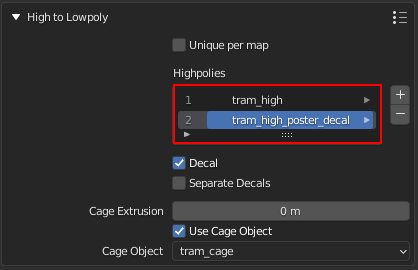 High to Lowpoly
Unique per map
Highpolies
1 tram_high
2 tram_high_poster_decal
Decal
Separate Decals
Cage Extrusion 0 m
Use Cage Object
Cage Object tram_cage